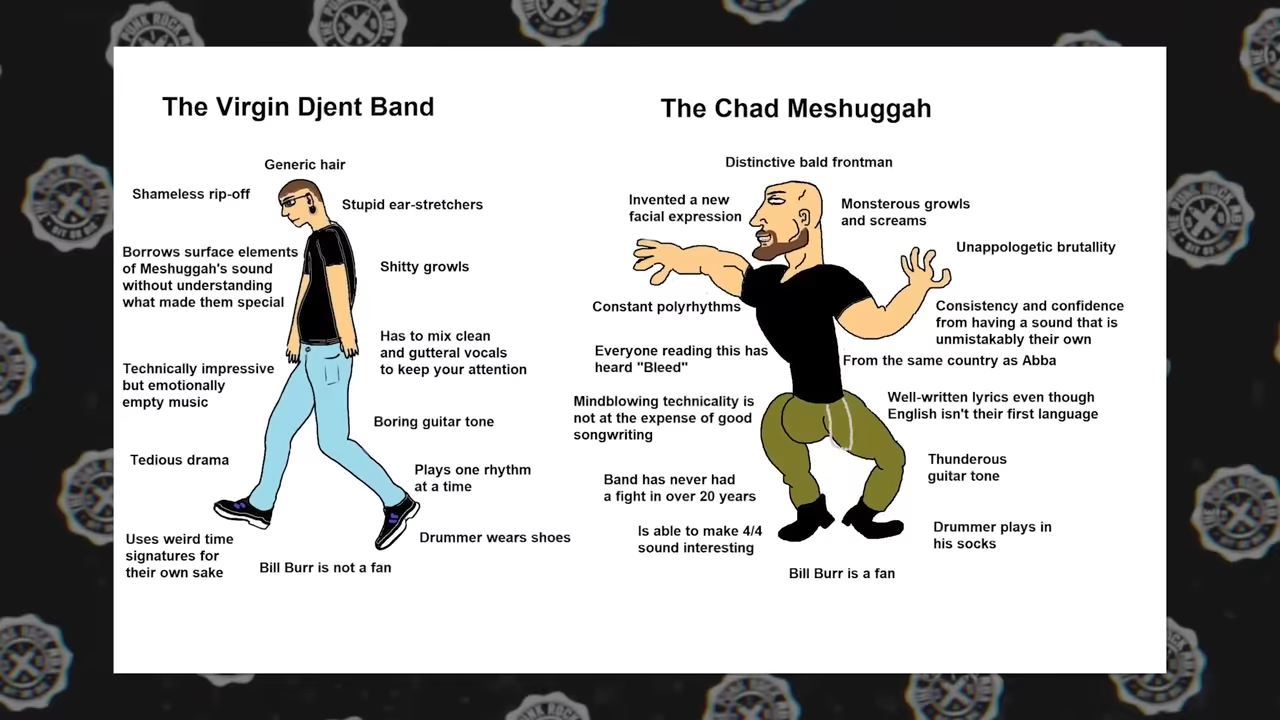 The Virgin Djent Band
Generic hair
Shameless rip-off
Stupid ear-stretchers
Borrows surface elements
of Meshuggah's sound
without understanding
what made them special
Shitty growls
Has to mix clean
and gutteral vocals
to keep your attention
Technically impressive
but emotionally
empty music
Boring guitar tone
Tedious drama
Plays one rhythm
at a time
Uses weird time
signatures for
their own sake
Drummer wears shoes
Bill Burr is not a fan
The Chad Meshuggah
Distinctive bald frontman
Invented a new
facial expression
Monsterous growls
and screams
Unappologetic brutality
Constant polyrhythms
Consistency and confidence
from having a sound that is
unmistakably their own
Everyone reading this has
heard "Bleed"
From the same country as Abba
Mindblowing technicality is
not at the expense of good
songwriting
Well-written lyrics even though
English isn't their first language
Thunderous
guitar tone
Band has never had
a fight in over 20 years
Is able to make 4/4
sound interesting
Drummer plays in
his socks
Bill Burr is a fan
THE PUNK ROCK MBA